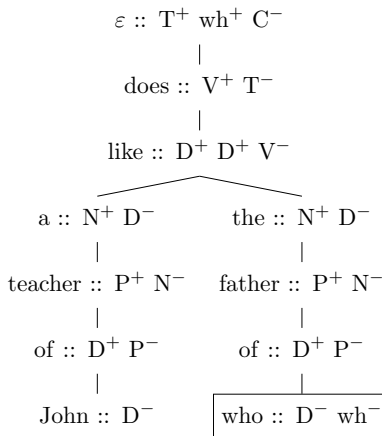 ε :: T⁺ wh⁺ C⁻
does :: V⁺ T⁻
like :: D⁺ D⁺ V⁻
a :: N⁺ D⁻ the :: N⁺ D⁻
teacher :: P⁺ N⁻ father :: P⁺ N⁻
of :: D⁺ P⁻ of :: D⁺ P⁻
John :: D⁻ who :: D⁻ wh⁻